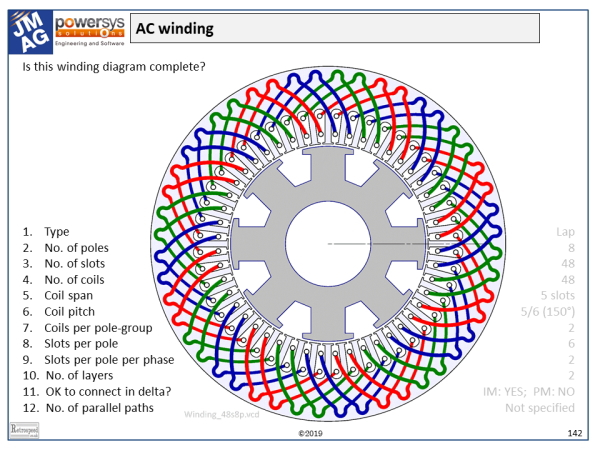 JM AG
powersys
solutions
Engineering and Software
AC winding
Is this winding diagram complete?
1. Type Lap
2. No. of poles 8
3. No. of slots 48
4. No. of coils 48
5. Coil span 5 slots
6. Coil pitch 5/6 (150°)
7. Coils per pole-group 2
8. Slots per pole 6
9. Slots per pole per phase 2
10. No. of layers 2
11. OK to connect in delta? IM: YES; PM: NO
12. No. of parallel paths Not specified
Winding_48s8p.vcd
©2019
142